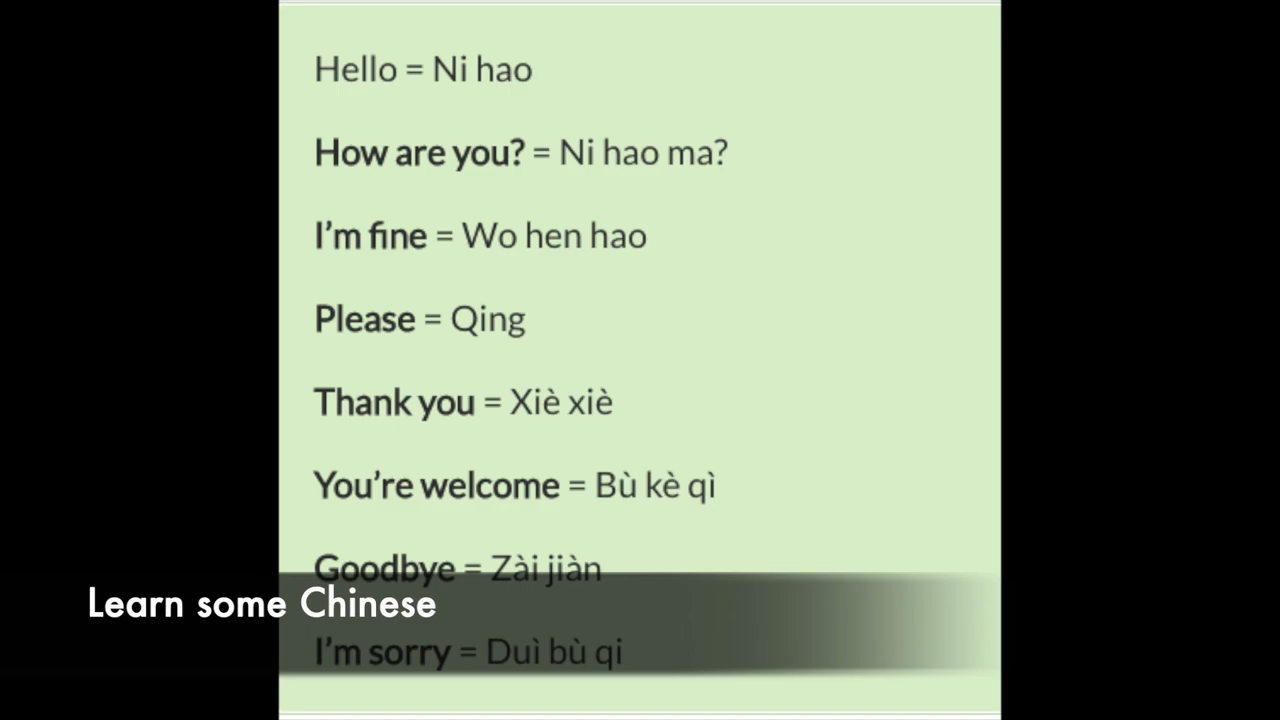 Hello = Ni hao
How are you? = Ni hao ma?
I’m fine = Wo hen hao
Please = Qing
Thank you = Xiè xiè
You’re welcome = Bù kè qì
Goodbye = Zài jiàn
Learn some Chinese
I’m sorry = Duì bù qi